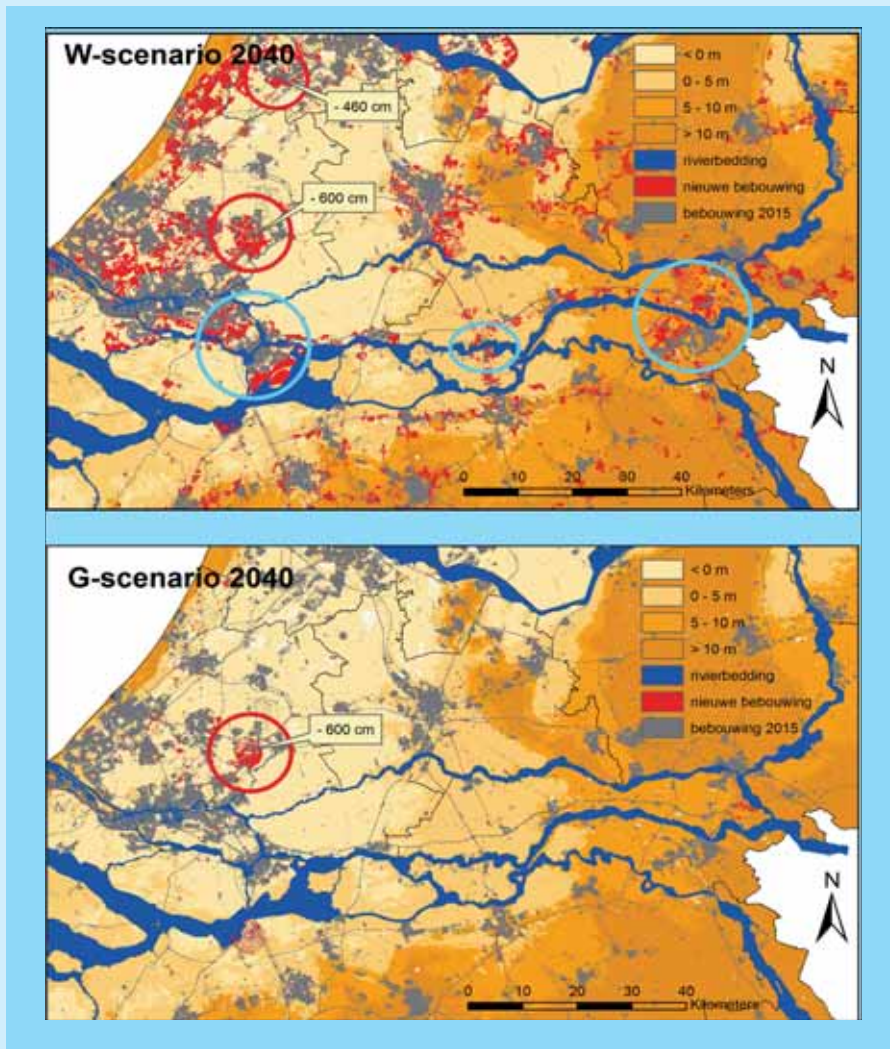 W-scenario 2040
- 460 cm
- 600 cm
< 0 m
0 - 5 m
5 - 10 m
> 10 m
rivierbedding
nieuwe bebouwing
bebouwing 2015
N
0 10 20 30 40
Kilometers
G-scenario 2040
- 600 cm
< 0 m
0 - 5 m
5 - 10 m
> 10 m
rivierbedding
nieuwe bebouwing
bebouwing 2015
N
0 10 20 30 40
Kilometers